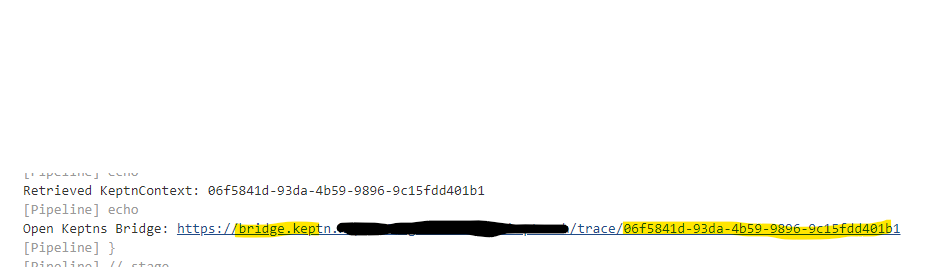 [Pipeline] echo
Retrieved KeptnContext: 06f5841d-93da-4b59-9896-9c15fdd401b1
[Pipeline] echo
Open Keptns Bridge: https://bridge.keptn. /trace/06f5841d-93da-4b59-9896-9c15fdd401b1
[Pipeline] }
[Pipeline] // stage